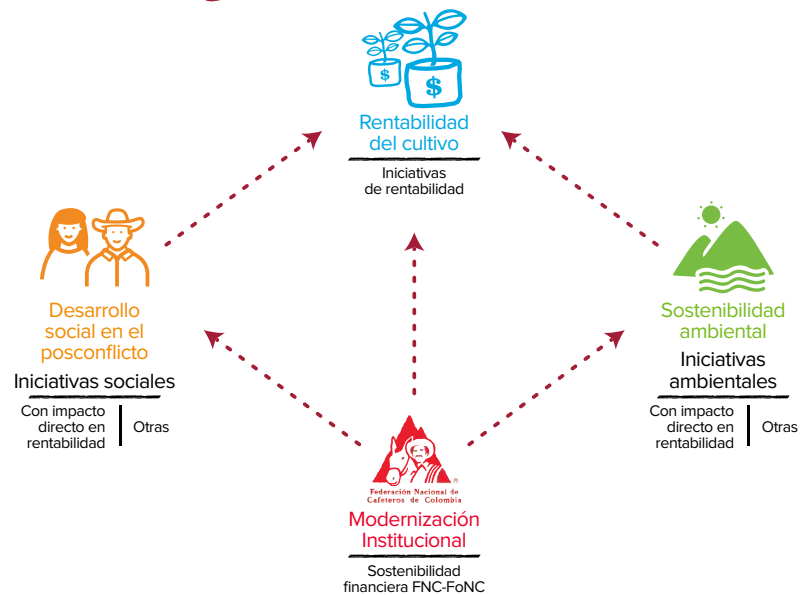 $
$
Rentabilidad
del cultivo
Iniciativas
de rentabilidad
Desarrollo
social en el
posconflicto
Iniciativas sociales
Con impacto
directo en
rentabilidad
Otras
Sostenibilidad
ambiental
Iniciativas
ambientales
Con impacto
directo en
rentabilidad
Otras
®
Federación Nacional de
Cafeteros de Colombia
Modernización
Institucional
Sostenibilidad
financiera FNC-FoNC